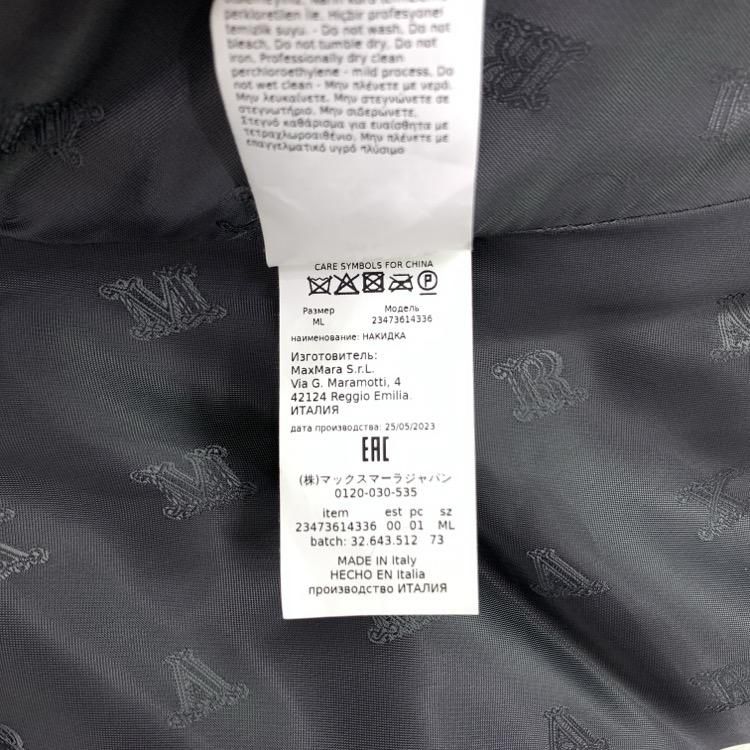 perkloretilen ile. Hiçbir profesyonel
temizlik suyu. - Do not wash, Do not
bleach, Do not tumble dry, Do not
iron, Professionally dry clean
perchloroethylene - mild process, Do
not wet clean - Μην πλένετε με νερό.
Μην λευκαίνετε. Μην στεγνώνετε σε
στεγνωτήριο. Μην σιδερώνετε.
Στεγνό καθάρισμα για ευαίσθητα με
τετραχλωροαιθένιο. Μην πλένετε με
επαγγελματικό υγρό πλύσιμο
CARE SYMBOLS FOR CHINA
P
Размер Модель
ML 23473614336
наименование: НАКИДКА
Изготовитель:
MaxMara S.r.L.
Via G. Maramotti, 4
42124 Reggio Emilia
ИТАЛИЯ
дата производства: 25/05/2023
EAC
(株)マックスマーラジャパン
0120-030-535
item est pc sz
23473614336 00 01 ML
batch: 32.643.512 73
MADE IN Italy
HECHO EN Italia
производство ИТАЛИЯ